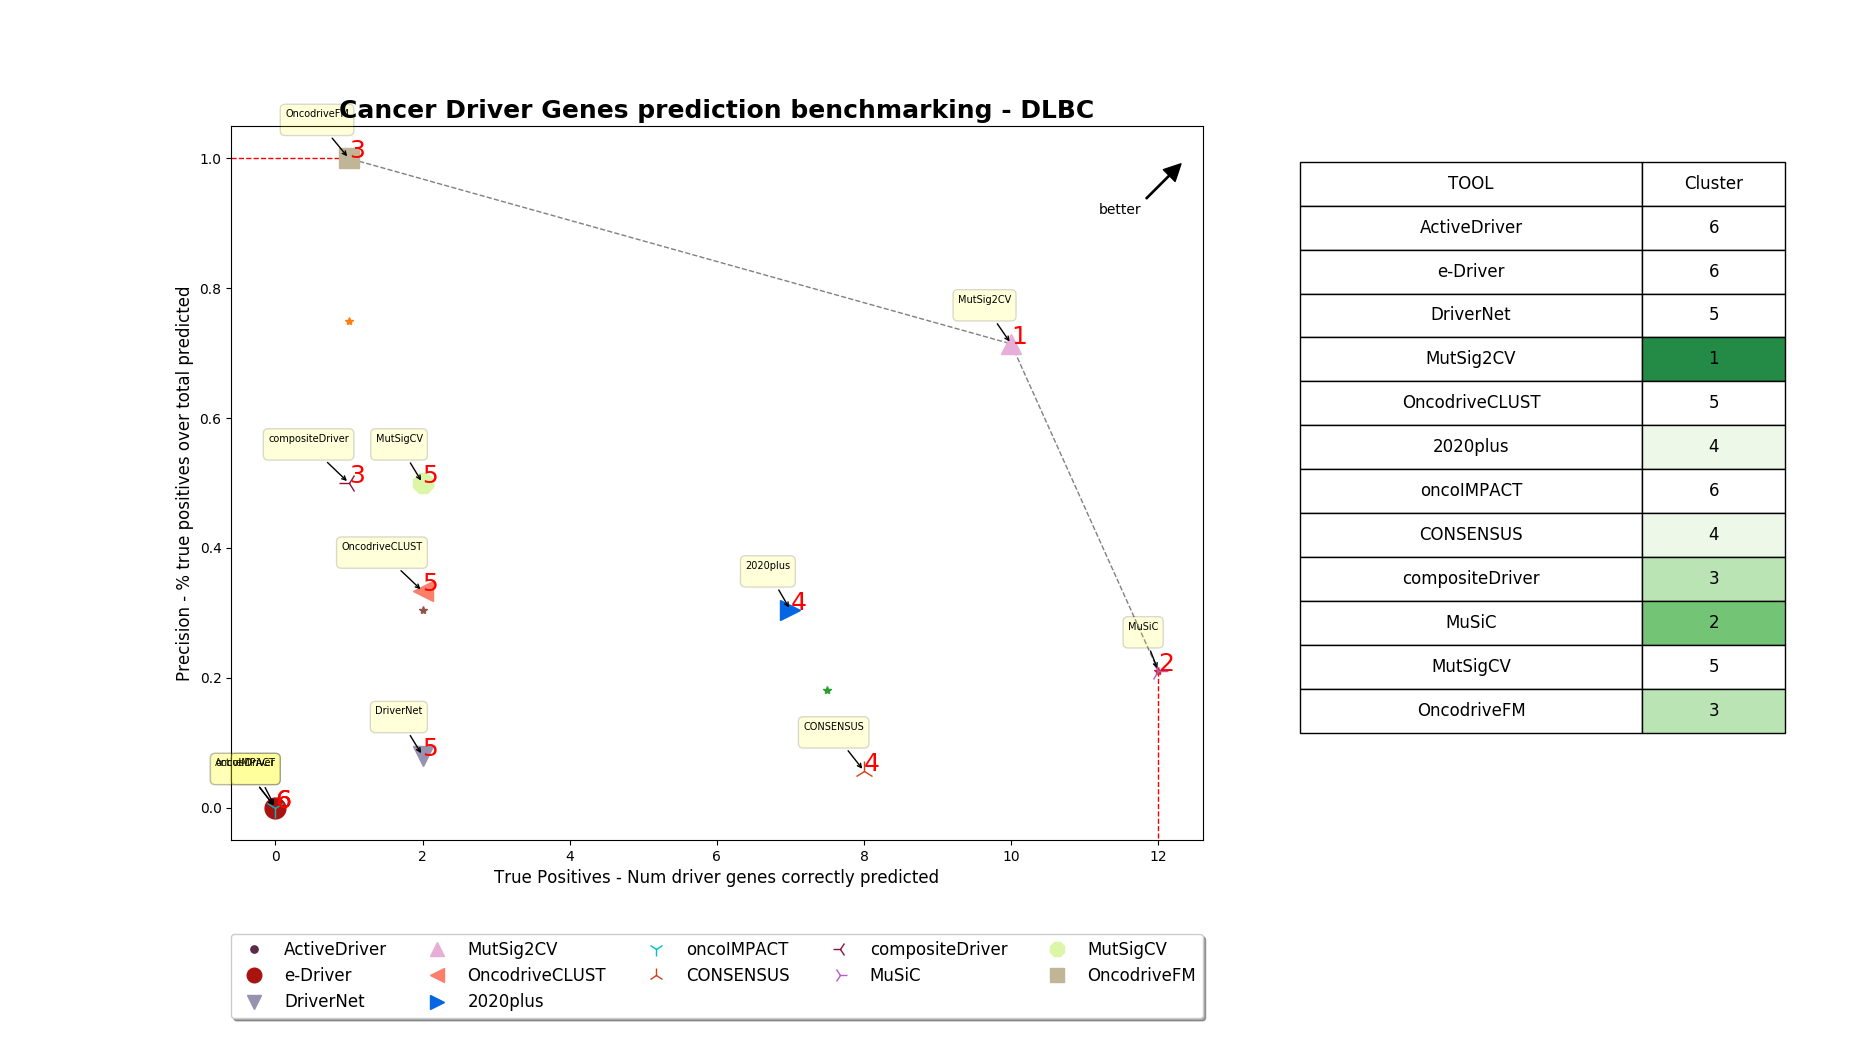 Cancer Driver Genes prediction benchmarking - DLBC
OncodriveFM
3
1.0
better
0.8
MutSig2CV
1
Precision - % true positives over total predicted
0.6
compositeDriver
3
MutSigCV
5
0.4
OncodriveCLUST
5
2020plus
4
MuSiC
2
0.2
DriverNet
5
CONSENSUS
4
oncoIMPACT
6
0.0
0 2 4 6 8 10 12
True Positives - Num driver genes correctly predicted
ActiveDriver MutSig2CV oncoIMPACT compositeDriver MutSigCV
e-Driver OncodriveCLUST CONSENSUS MuSiC OncodriveFM
DriverNet 2020plus
TOOL Cluster
ActiveDriver 6
e-Driver 6
DriverNet 5
MutSig2CV 1
OncodriveCLUST 5
2020plus 4
oncoIMPACT 6
CONSENSUS 4
compositeDriver 3
MuSiC 2
MutSigCV 5
OncodriveFM 3